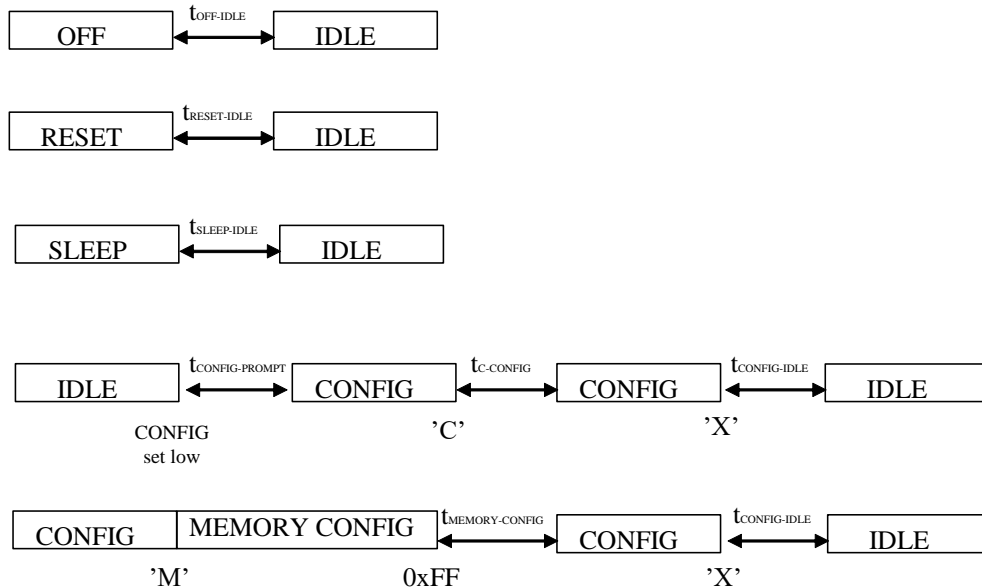 tOFF-IDLE
OFF IDLE
tRESET-IDLE
RESET IDLE
tSLEEP-IDLE
SLEEP IDLE
tCONFIG-PROMPT tC-CONFIG tCONFIG-IDLE
IDLE CONFIG CONFIG IDLE
CONFIG
set low
’C’ ’X’
tMEMORY-CONFIG tCONFIG-IDLE
CONFIG MEMORY CONFIG CONFIG IDLE
’M’ 0xFF ’X’